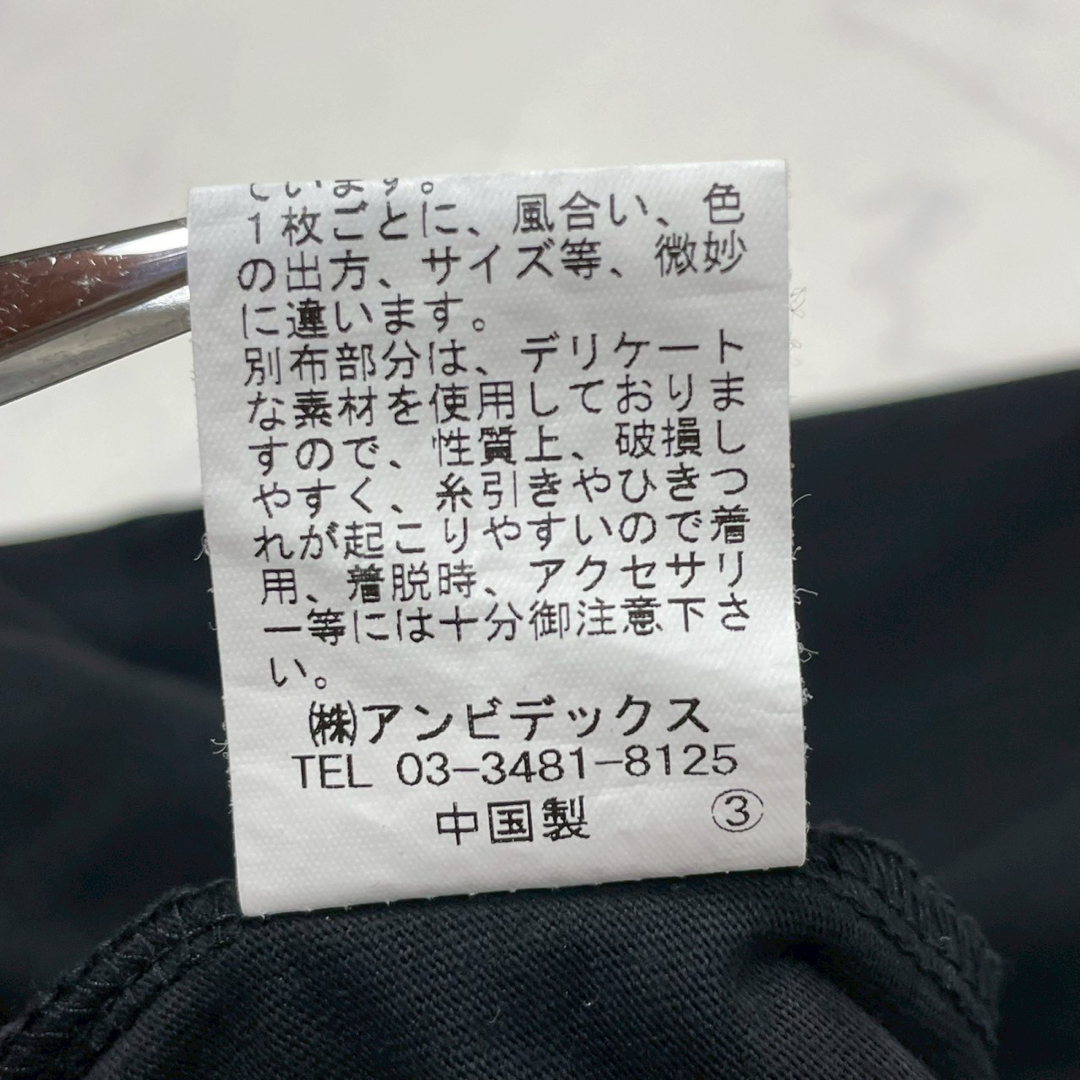 ています。
1枚ごとに、風合い、色
の出方、サイズ等、微妙
に違います。
別布部分は、デリケート
な素材を使用しておりま
すので、性質上、破損し
やすく、糸引きやひきつ
れが起こりやすいので着
用、着脱時、アクセサリ
ー等には十分御注意下さ
い。
㈱アンビデックス
TEL 03-3481-8125
中国製 ③